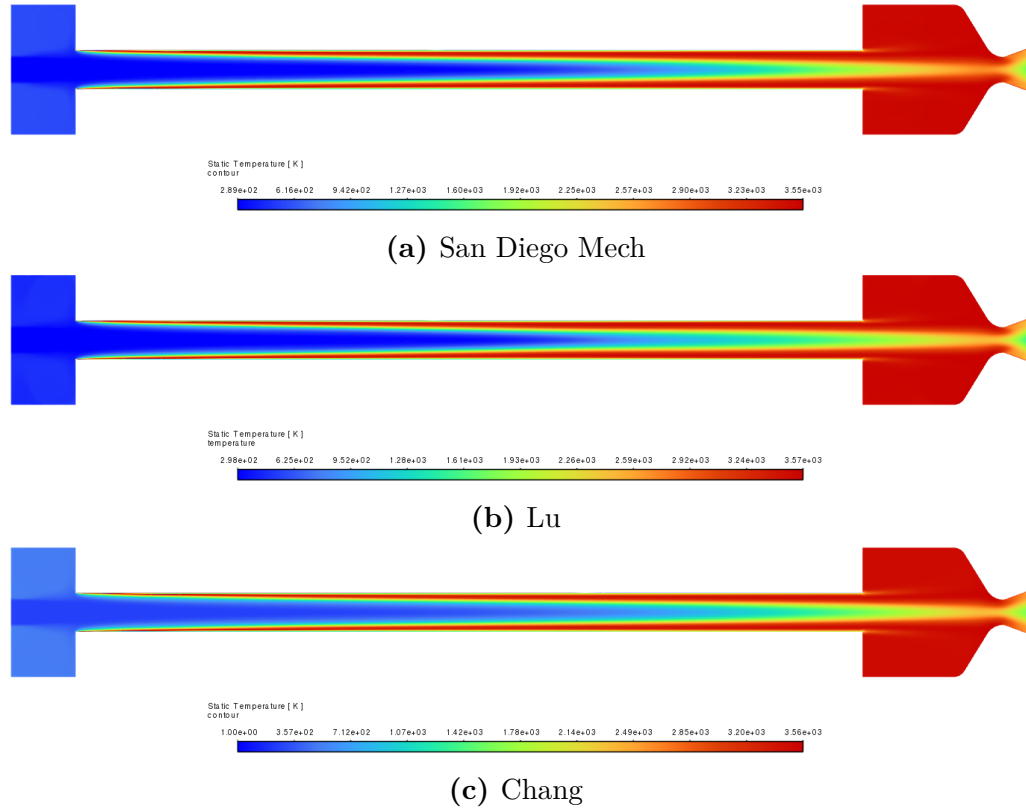 Static Temperature [ K ]
contour
2.89e+02 6.16e+02 9.42e+02 1.27e+03 1.60e+03 1.92e+03 2.25e+03 2.57e+03 2.90e+03 3.23e+03 3.55e+03
(a) San Diego Mech
Static Temperature [ K ]
temperature
2.98e+02 6.25e+02 9.52e+02 1.28e+03 1.61e+03 1.93e+03 2.26e+03 2.59e+03 2.92e+03 3.24e+03 3.57e+03
(b) Lu
Static Temperature [ K ]
contour
1.00e+00 3.57e+02 7.12e+02 1.07e+03 1.42e+03 1.78e+03 2.14e+03 2.49e+03 2.85e+03 3.20e+03 3.56e+03
(c) Chang